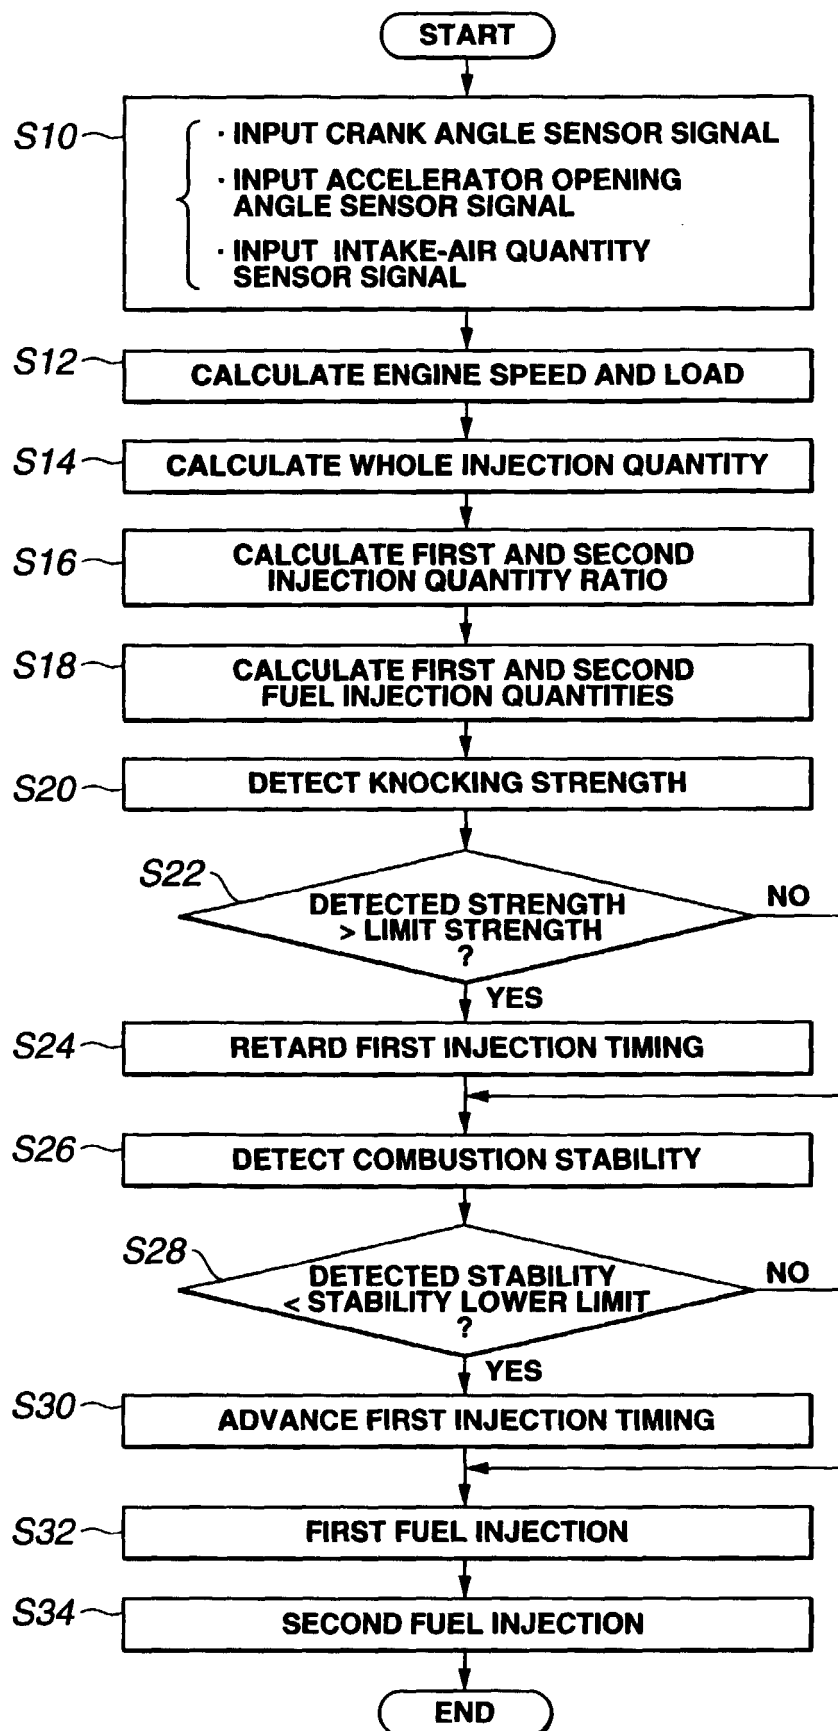 START
S10
· INPUT CRANK ANGLE SENSOR SIGNAL
· INPUT ACCELERATOR OPENING
ANGLE SENSOR SIGNAL
· INPUT INTAKE-AIR QUANTITY
SENSOR SIGNAL
S12
CALCULATE ENGINE SPEED AND LOAD
S14
CALCULATE WHOLE INJECTION QUANTITY
S16
CALCULATE FIRST AND SECOND
INJECTION QUANTITY RATIO
S18
CALCULATE FIRST AND SECOND
FUEL INJECTION QUANTITIES
S20
DETECT KNOCKING STRENGTH
S22
DETECTED STRENGTH
> LIMIT STRENGTH
?
NO
YES
S24
RETARD FIRST INJECTION TIMING
S26
DETECT COMBUSTION STABILITY
S28
DETECTED STABILITY
< STABILITY LOWER LIMIT
?
NO
YES
S30
ADVANCE FIRST INJECTION TIMING
S32
FIRST FUEL INJECTION
S34
SECOND FUEL INJECTION
END